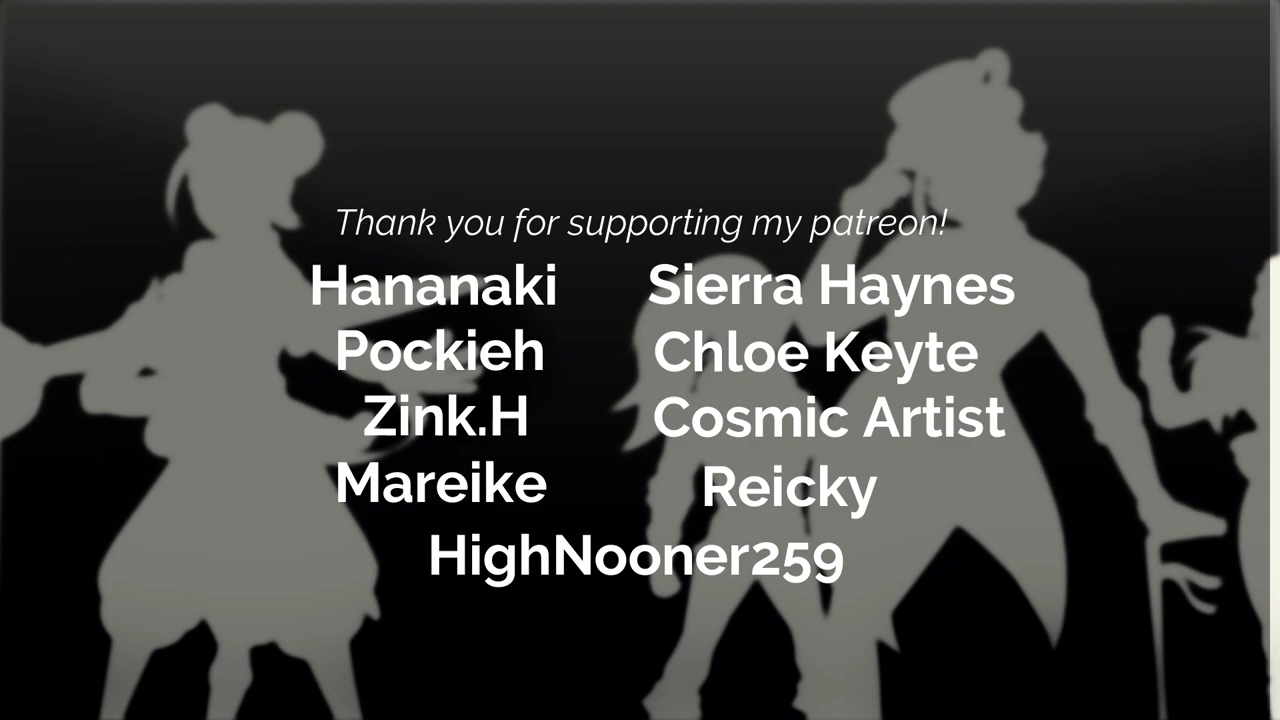 Thank you for supporting my patreon!
Hananaki
Sierra Haynes
Pockieh
Chloe Keyte
Zink.H
Cosmic Artist
Mareike
Reicky
HighNooner259